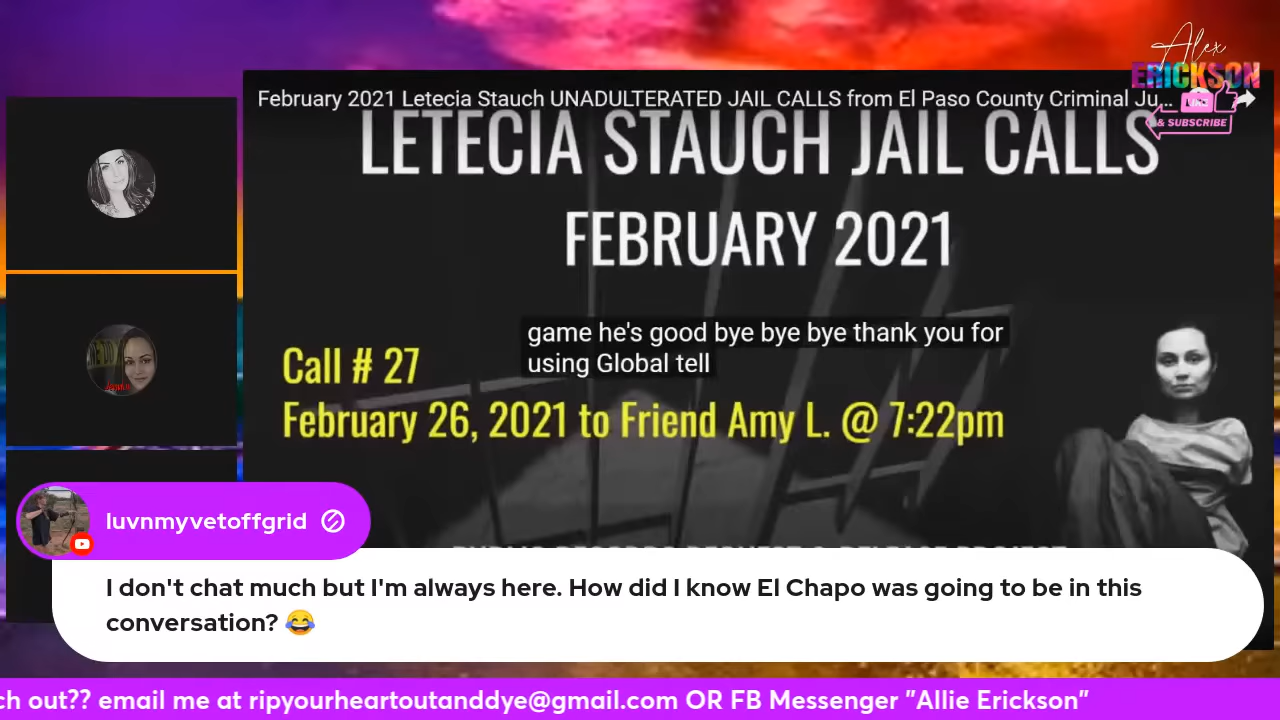 Alex
ERICKSON
LIKE
& SUBSCRIBE
February 2021 Letecia Stauch UNADULTERATED JAIL CALLS from El Paso County Criminal Ju...
LETECIA STAUCH JAIL CALLS
FEBRUARY 2021
game he's good bye bye bye thank you for
using Global tell
Call # 27
February 26, 2021 to Friend Amy L. @ 7:22pm
luvnmyvetoffgrid
I don't chat much but I'm always here. How did I know El Chapo was going to be in this
conversation? 😂
ch out?? email me at ripyourheartoutanddye@gmail.com OR FB Messenger "Allie Erickson"